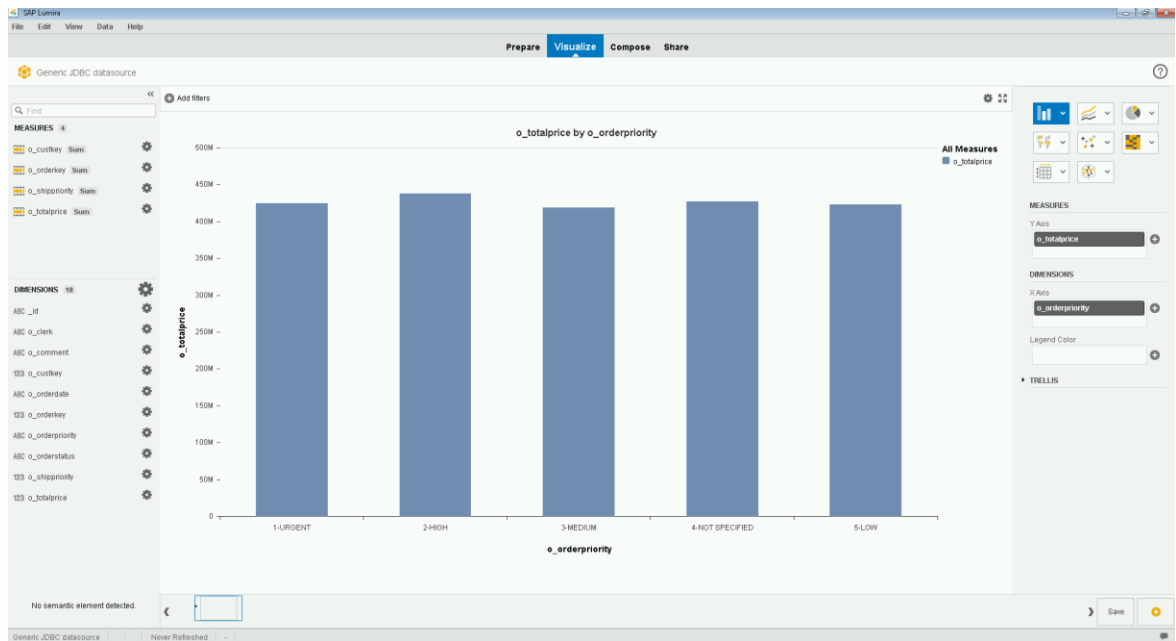 SAP Lumira
File Edit View Data Help
Prepare Visualize Compose Share
Generic JDBC datasource
?
«
Find
MEASURES 4
o_custkey Sum
o_orderkey Sum
o_shippriority Sum
o_totalprice Sum
DIMENSIONS 10
ABC _id
ABC o_clerk
ABC o_comment
123 o_custkey
ABC o_orderdate
123 o_orderkey
ABC o_orderpriority
ABC o_orderstatus
123 o_shippriority
123 o_totalprice
No semantic element detected.
Add filters
o_totalprice by o_orderpriority
All Measures
o_totalprice
500M
450M
400M
350M
300M
250M
200M
150M
100M
50M
0
o_totalprice
1-URGENT 2-HIGH 3-MEDIUM 4-NOT SPECIFIED 5-LOW
o_orderpriority
MEASURES
Y Axis
o_totalprice
DIMENSIONS
X Axis
o_orderpriority
Legend Color
TRELLIS
Save
Generic JDBC datasource Never Refreshed -